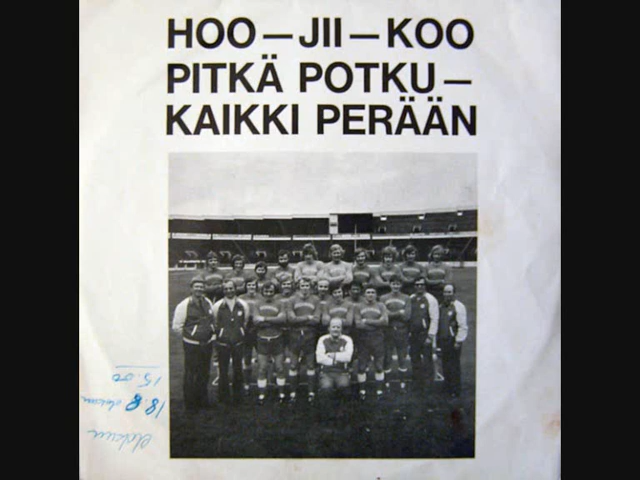 HOO—JII—KOO
PITKÄ POTKU—
KAIKKI PERÄÄN
15.00
18.8